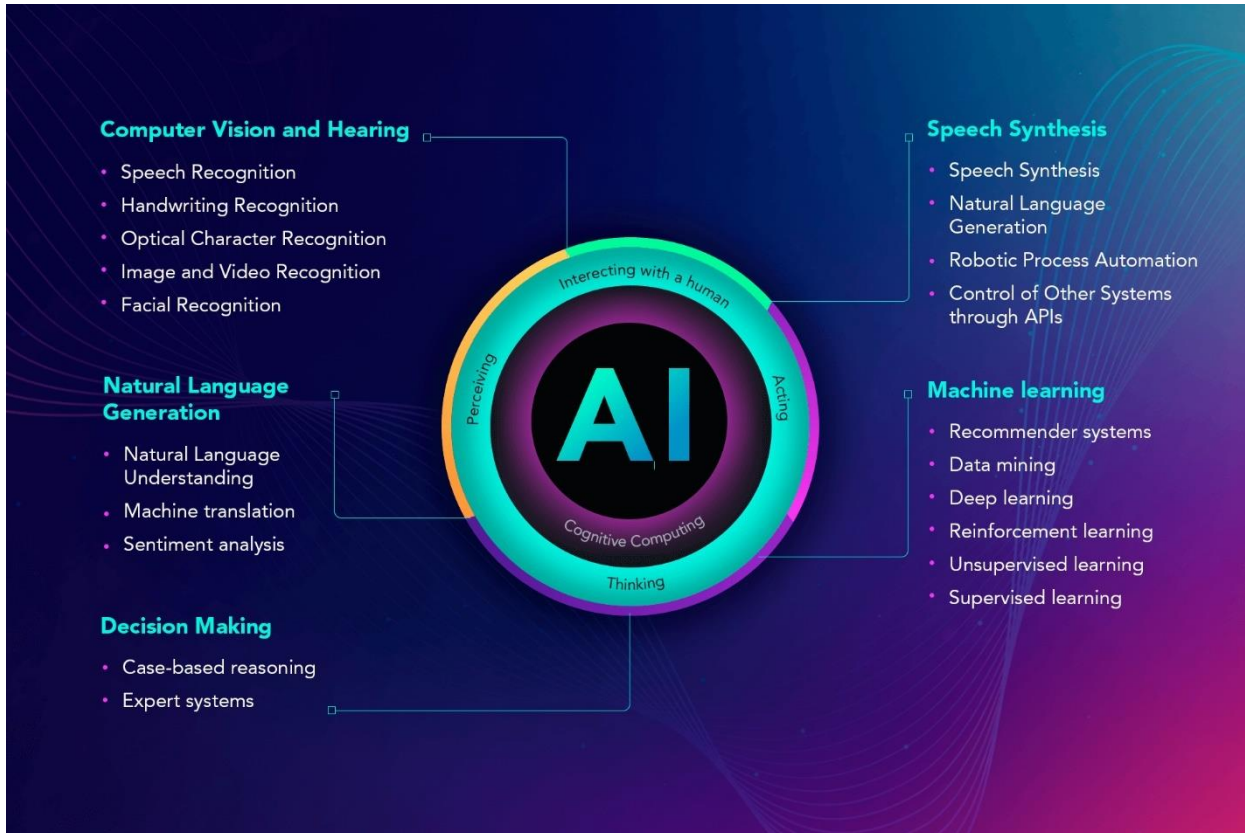 Computer Vision and Hearing
Speech Recognition
Handwriting Recognition
Optical Character Recognition
Image and Video Recognition
Facial Recognition
Natural Language
Generation
Natural Language
Understanding
Machine translation
Sentiment analysis
Decision Making
Case-based reasoning
Expert systems
Interecting with a human
Perceiving
Acting
AI
Cognitive Computing
Thinking
Speech Synthesis
Speech Synthesis
Natural Language
Generation
Robotic Process Automation
Control of Other Systems
through APIs
Machine learning
Recommender systems
Data mining
Deep learning
Reinforcement learning
Unsupervised learning
Supervised learning